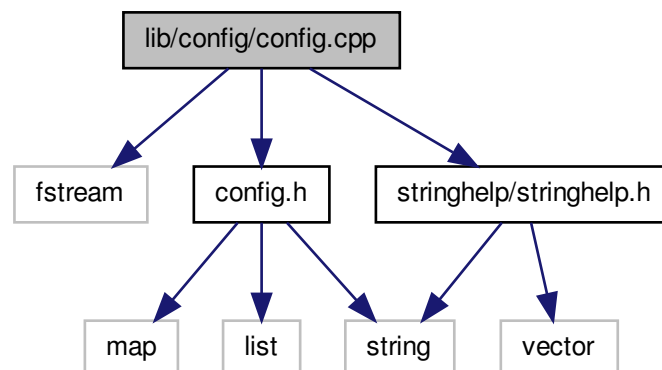 lib/config/config.cpp
fstream
config.h
stringhelp/stringhelp.h
map
list
string
vector